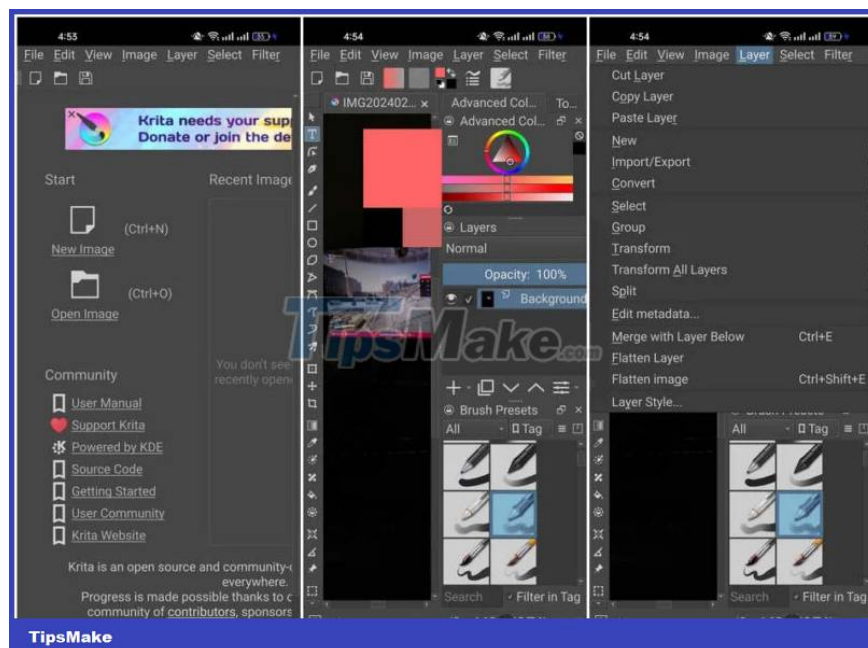 4:53
55
File Edit View Image Layer Select Filter
Krita needs your supp
Donate or join the de
Start
Recent Image
(Ctrl+N)
New Image
(Ctrl+O)
Open Image
You don't see
recently open
Community
User Manual
Support Krita
Powered by KDE
Source Code
Getting Started
User Community
Krita Website
Krita is an open source and community-
everywhere.
Progress is made possible thanks to
community of contributors, sponsors
4:54
File Edit View Image Layer Select Filter
IMG202402...
Advanced Col...
To...
Advanced Col...
Layers
Normal
Opacity: 100%
Background
Brush Presets
All
Tag
Search
Filter in Tag
4:54
File Edit View Image Layer Select Filter
Cut Layer
Copy Layer
Paste Layer
New
Import/Export
Convert
Select
Group
Transform
Transform All Layers
Split
Edit metadata...
Merge with Layer Below Ctrl+E
Flatten Layer
Flatten image Ctrl+Shift+E
Layer Style...
All
Tag
Search
Filter in Tag
TipsMake.com
TipsMake